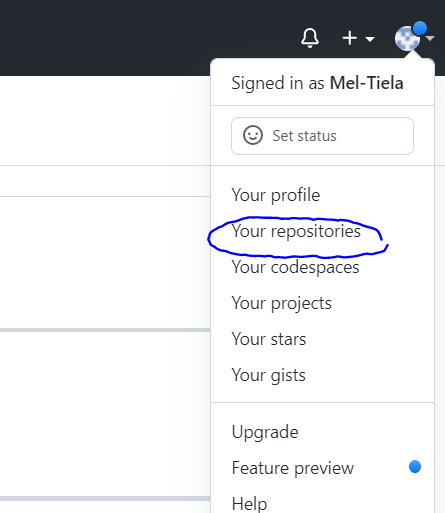 Signed in as Mel-Tiela
Set status
Your profile
Your repositories
Your codespaces
Your projects
Your stars
Your gists
Upgrade
Feature preview
Help